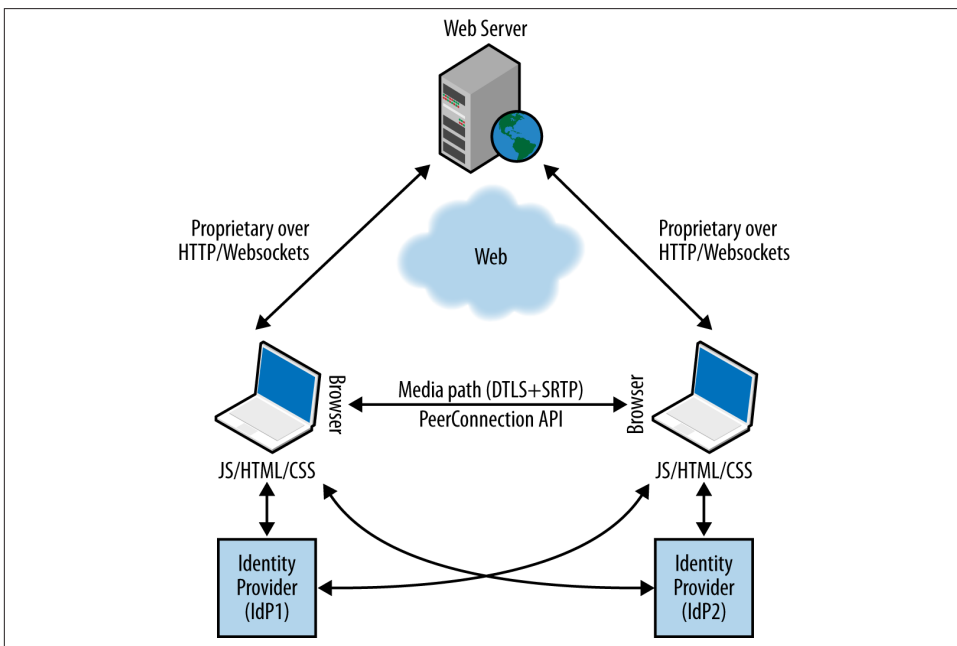 Web Server
Proprietary over
HTTP/Websockets
Web
Proprietary over
HTTP/Websockets
Browser
Media path (DTLS+SRTP)
PeerConnection API
Browser
JS/HTML/CSS
JS/HTML/CSS
Identity
Provider
(IdP1)
Identity
Provider
(IdP2)